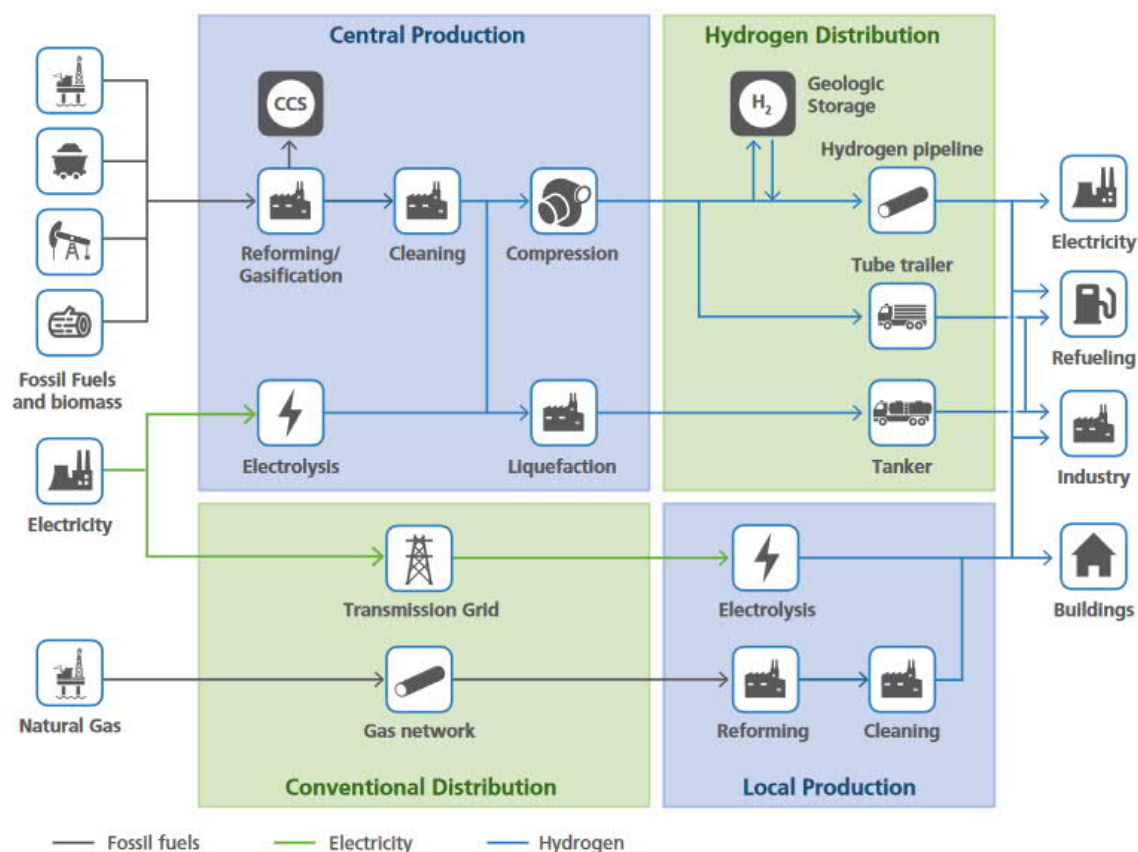 Central Production
Hydrogen Distribution
CCS
H₂
Geologic
Storage
Hydrogen pipeline
Reforming/
Gasification
Cleaning
Compression
Electricity
Tube trailer
Refueling
Fossil Fuels
and biomass
Electrolysis
Liquefaction
Tanker
Industry
Electricity
Transmission Grid
Electrolysis
Buildings
Natural Gas
Gas network
Reforming
Cleaning
Conventional Distribution
Local Production
Fossil fuels
Electricity
Hydrogen